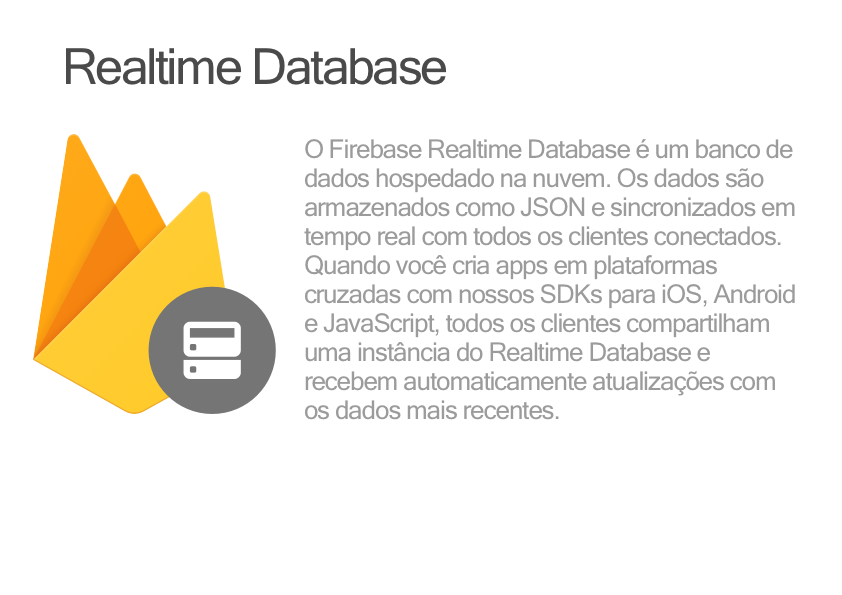 Realtime Database
O Firebase Realtime Database é um banco de
dados hospedado na nuvem. Os dados são
armazenados como JSON e sincronizados em
tempo real com todos os clientes conectados.
Quando você cria apps em plataformas
cruzadas com nossos SDKs para iOS, Android
e JavaScript, todos os clientes compartilham
uma instância do Realtime Database e
recebem automaticamente atualizações com
os dados mais recentes.